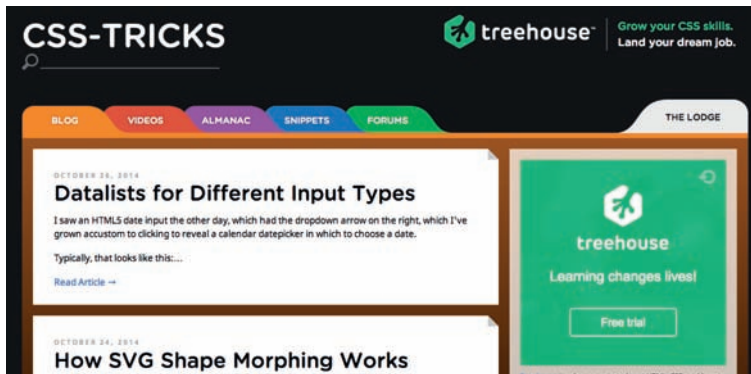 CSS-TRICKS
treehouse™
Grow your CSS skills.
Land your dream job.
BLOG
VIDEOS
ALMANAC
SNIPPETS
FORUMS
THE LODGE
OCTOBER 26, 2014
Datalists for Different Input Types
I saw an HTML5 date input the other day, which had the dropdown arrow on the right, which I've
grown accustom to clicking to reveal a calendar datepicker in which to choose a date.
Typically, that looks like this:...
Read Article →
OCTOBER 24, 2014
How SVG Shape Morphing Works
treehouse
Learning changes lives!
Free trial